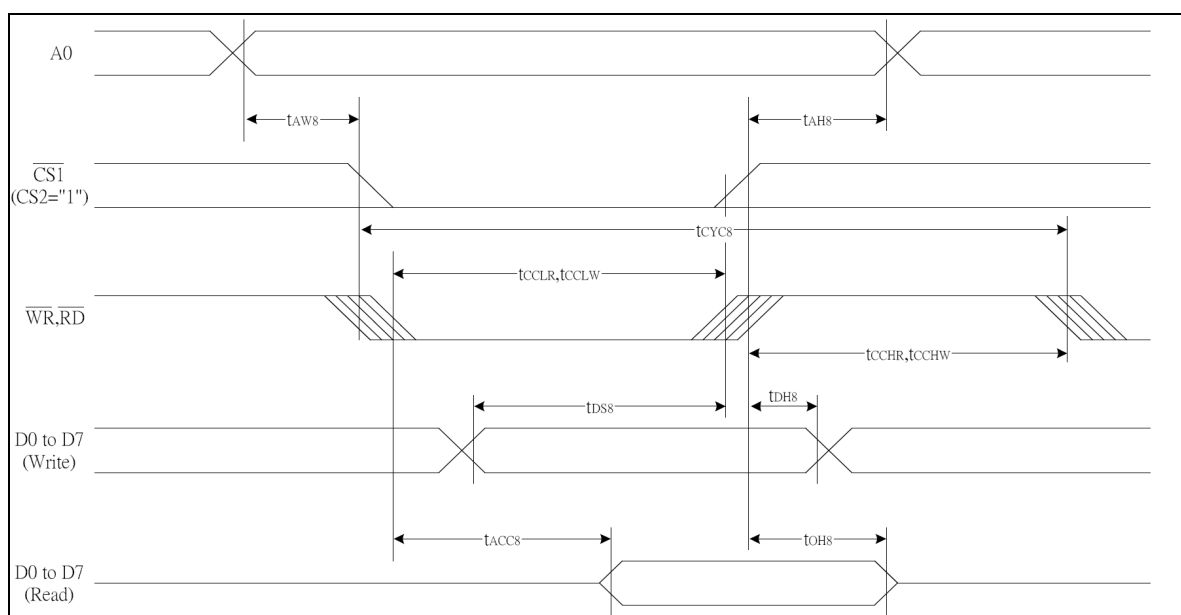 A0
tAW8
tAH8
CS1
(CS2="1")
tCYC8
tCCLR,tCCLW
WR,RD
tCCHR,tCCHW
tDS8
tDH8
D0 to D7
(Write)
tACC8
tOH8
D0 to D7
(Read)